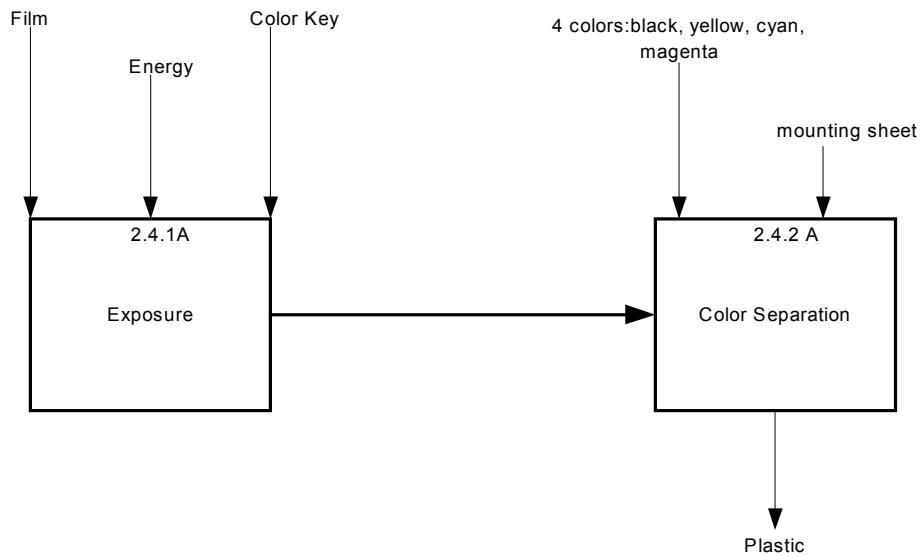 Film
Color Key
Energy
4 colors:black, yellow, cyan,
magenta
mounting sheet
2.4.1A
Exposure
2.4.2 A
Color Separation
Plastic